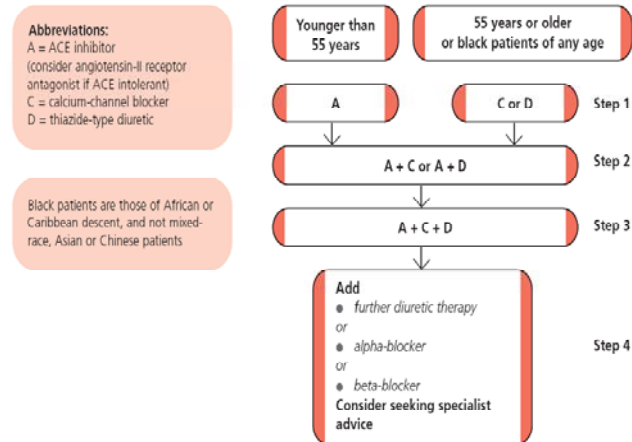 Abbreviations:
A = ACE inhibitor
(consider angiotensin-II receptor
antagonist if ACE intolerant)
C = calcium-channel blocker
D = thiazide-type diuretic
Black patients are those of African or
Caribbean descent, and not mixed-
race, Asian or Chinese patients
Younger than
55 years
55 years or older
or black patients of any age
A
C or D
Step 1
A + C or A + D
Step 2
A + C + D
Step 3
Add
● further diuretic therapy
or
● alpha-blocker
or
● beta-blocker
Consider seeking specialist
advice
Step 4